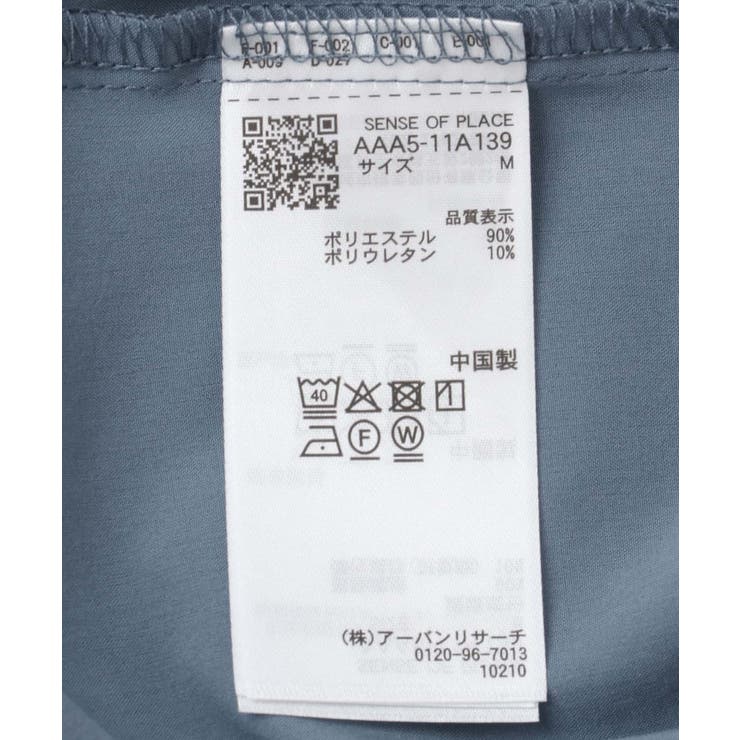 F-002
SENSE OF PLACE
AAA5-11A139
サイズ M
品質表示
ポリエステル 90%
ポリウレタン 10%
中国製
40
F W
(株)アーバンリサーチ
0120-96-7013
10210